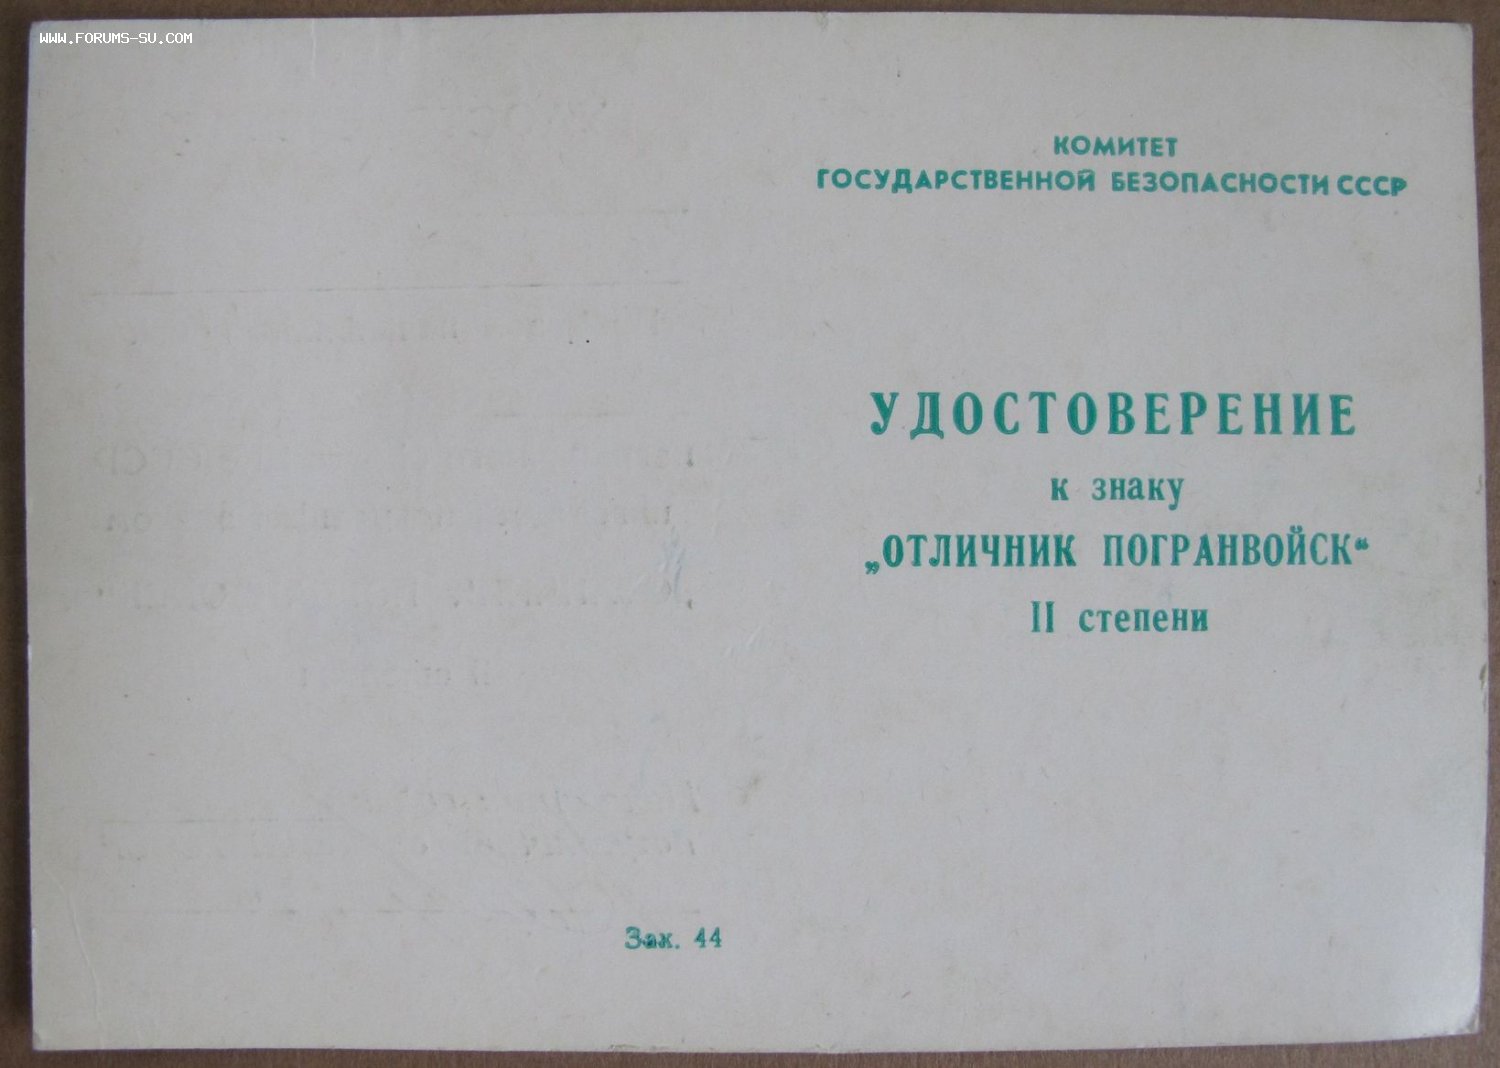 WWW.FORUMS-SU.COM
КОМИТЕТ
ГОСУДАРСТВЕННОЙ БЕЗОПАСНОСТИ СССР
УДОСТОВЕРЕНИЕ
к знаку
„ОТЛИЧНИК ПОГРАНВОЙСК“
II степени
Зак. 44